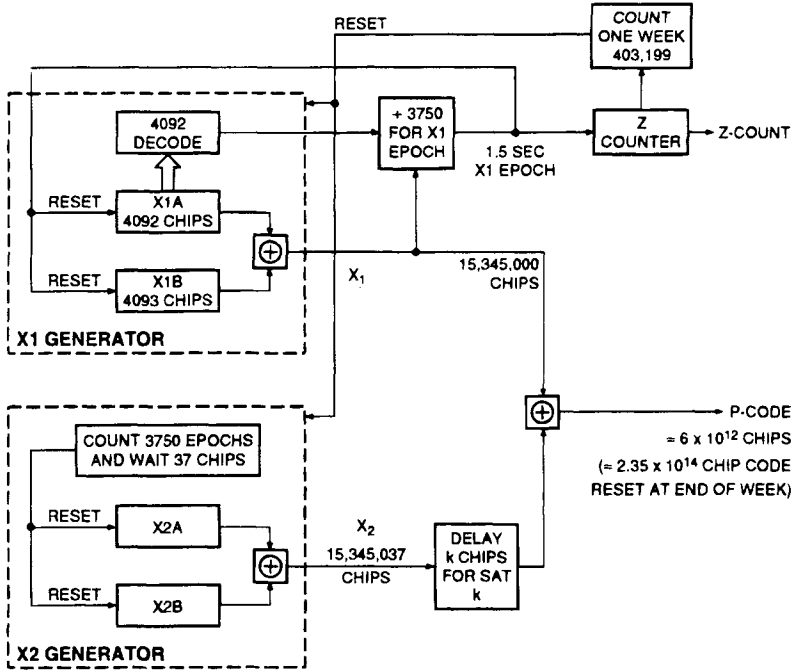 RESET
COUNT
ONE WEEK
403,199
4092
DECODE
+ 3750
FOR X1
EPOCH
1.5 SEC
X1 EPOCH
Z
COUNTER
Z-COUNT
RESET
X1A
4092 CHIPS
RESET
X1B
4093 CHIPS
X1 GENERATOR
X₁
15,345,000
CHIPS
P-CODE
≈ 6 x 10¹² CHIPS
(≈ 2.35 x 10¹⁴ CHIP CODE
RESET AT END OF WEEK)
COUNT 3750 EPOCHS
AND WAIT 37 CHIPS
RESET
X2A
RESET
X2B
X2 GENERATOR
X₂
15,345,037
CHIPS
DELAY
k CHIPS
FOR SAT
k